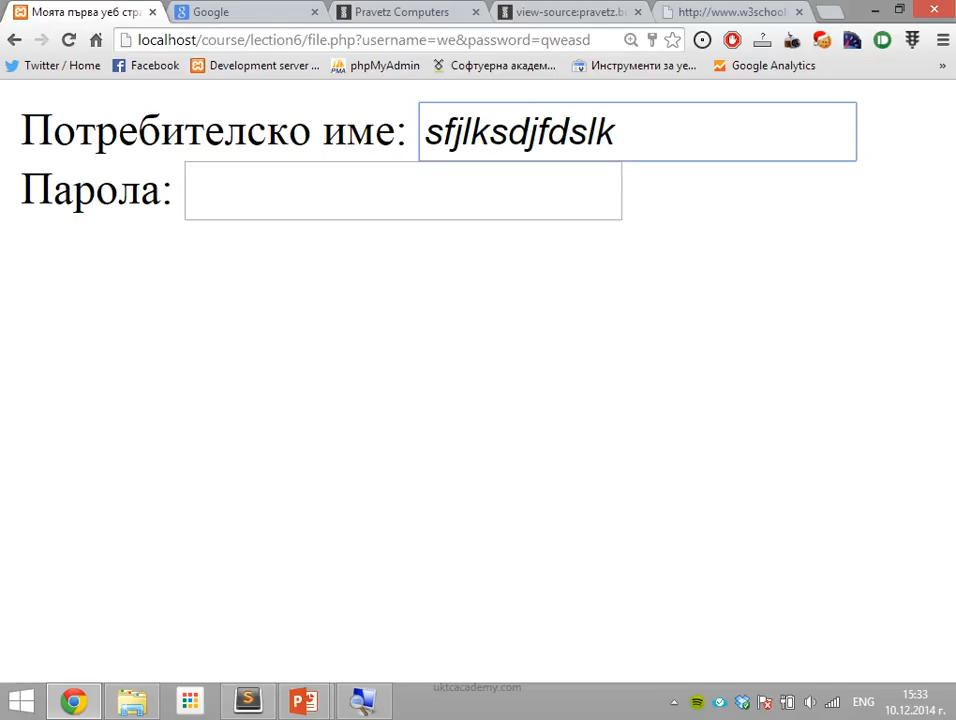 Моята първа уеб стра
Google
Pravetz Computers
view-source:pravetz.b
http://www.w3school
localhost/course/lection6/file.php?username=we&password=qweasd
Twitter / Home
Facebook
Development server ...
phpMyAdmin
Софтуерна академ...
Инструменти за уе...
Google Analytics
»
Потребителско име: sfjlksdjfdslk
Парола:
uktcacademy.com
ENG
15:33
10.12.2014 г.